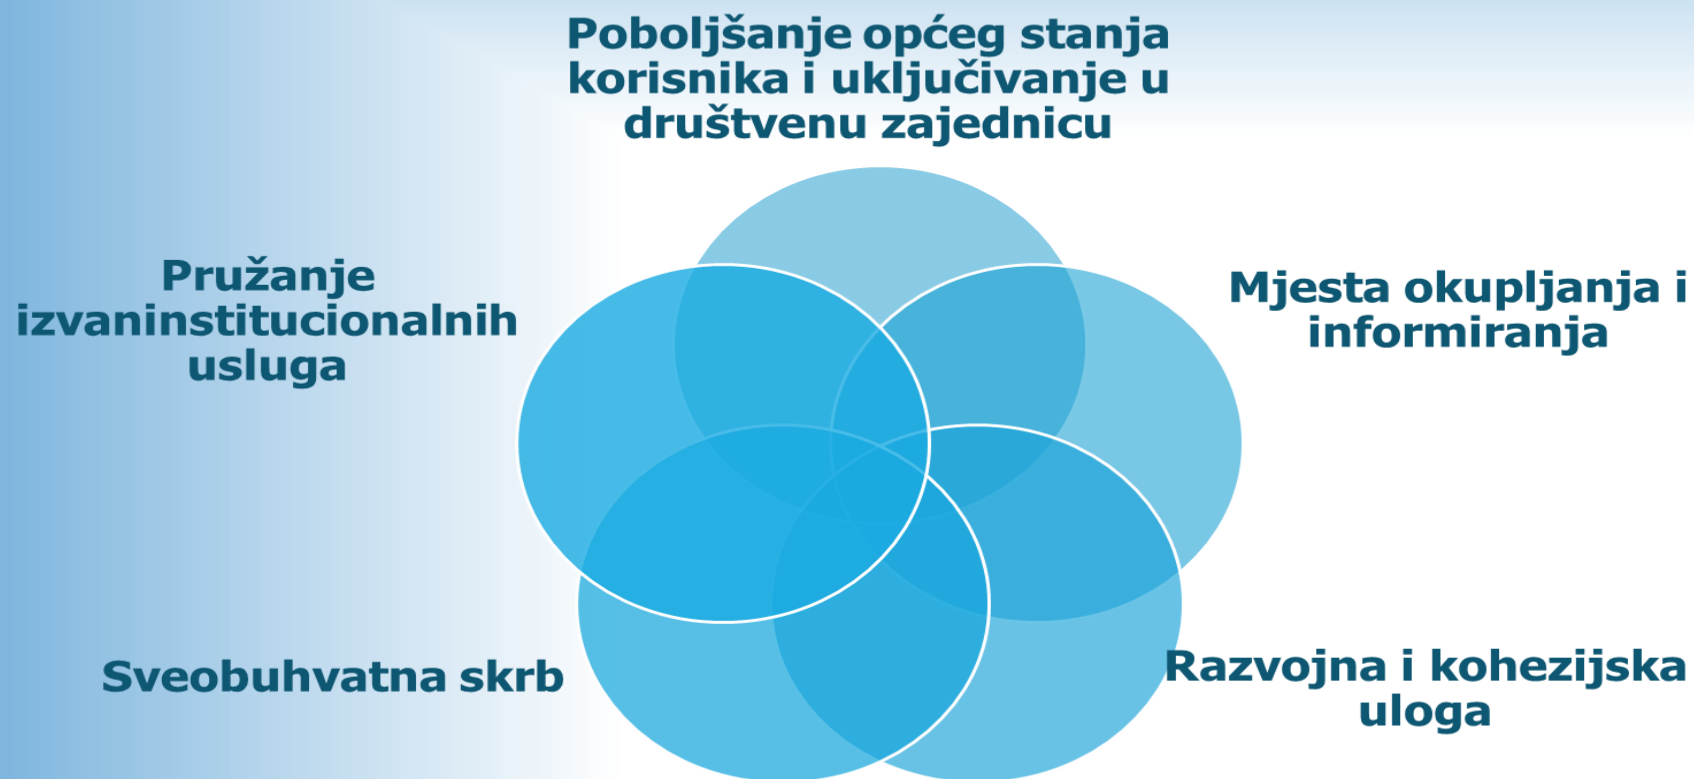 Poboljšanje općeg stanja
korisnika i uključivanje u
društvenu zajednicu
Pružanje
izvaninstitucionalnih
usluga
Mjesta okupljanja i
informiranja
Sveobuhvatna skrb
Razvojna i kohezijska
uloga